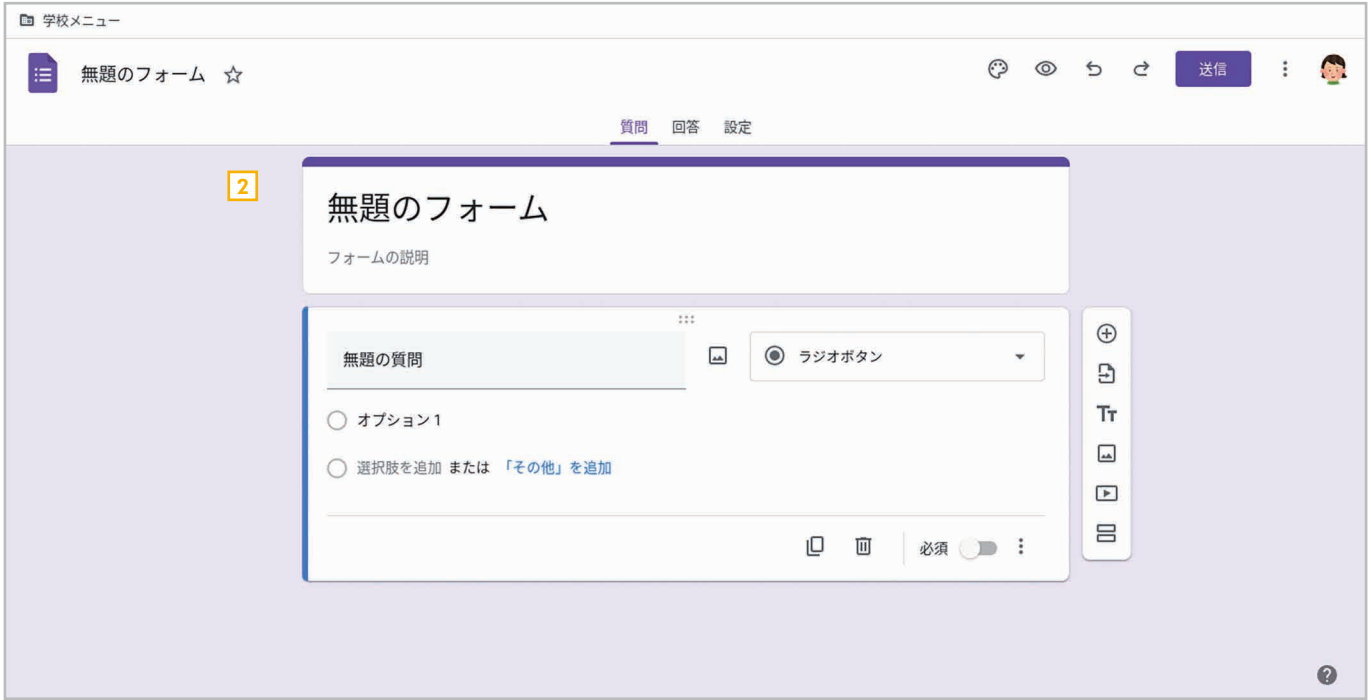 学校メニュー
無題のフォーム
送信
質問 回答 設定
2
無題のフォーム
フォームの説明
無題の質問
ラジオボタン
オプション 1
選択肢を追加 または 「その他」を追加
必須